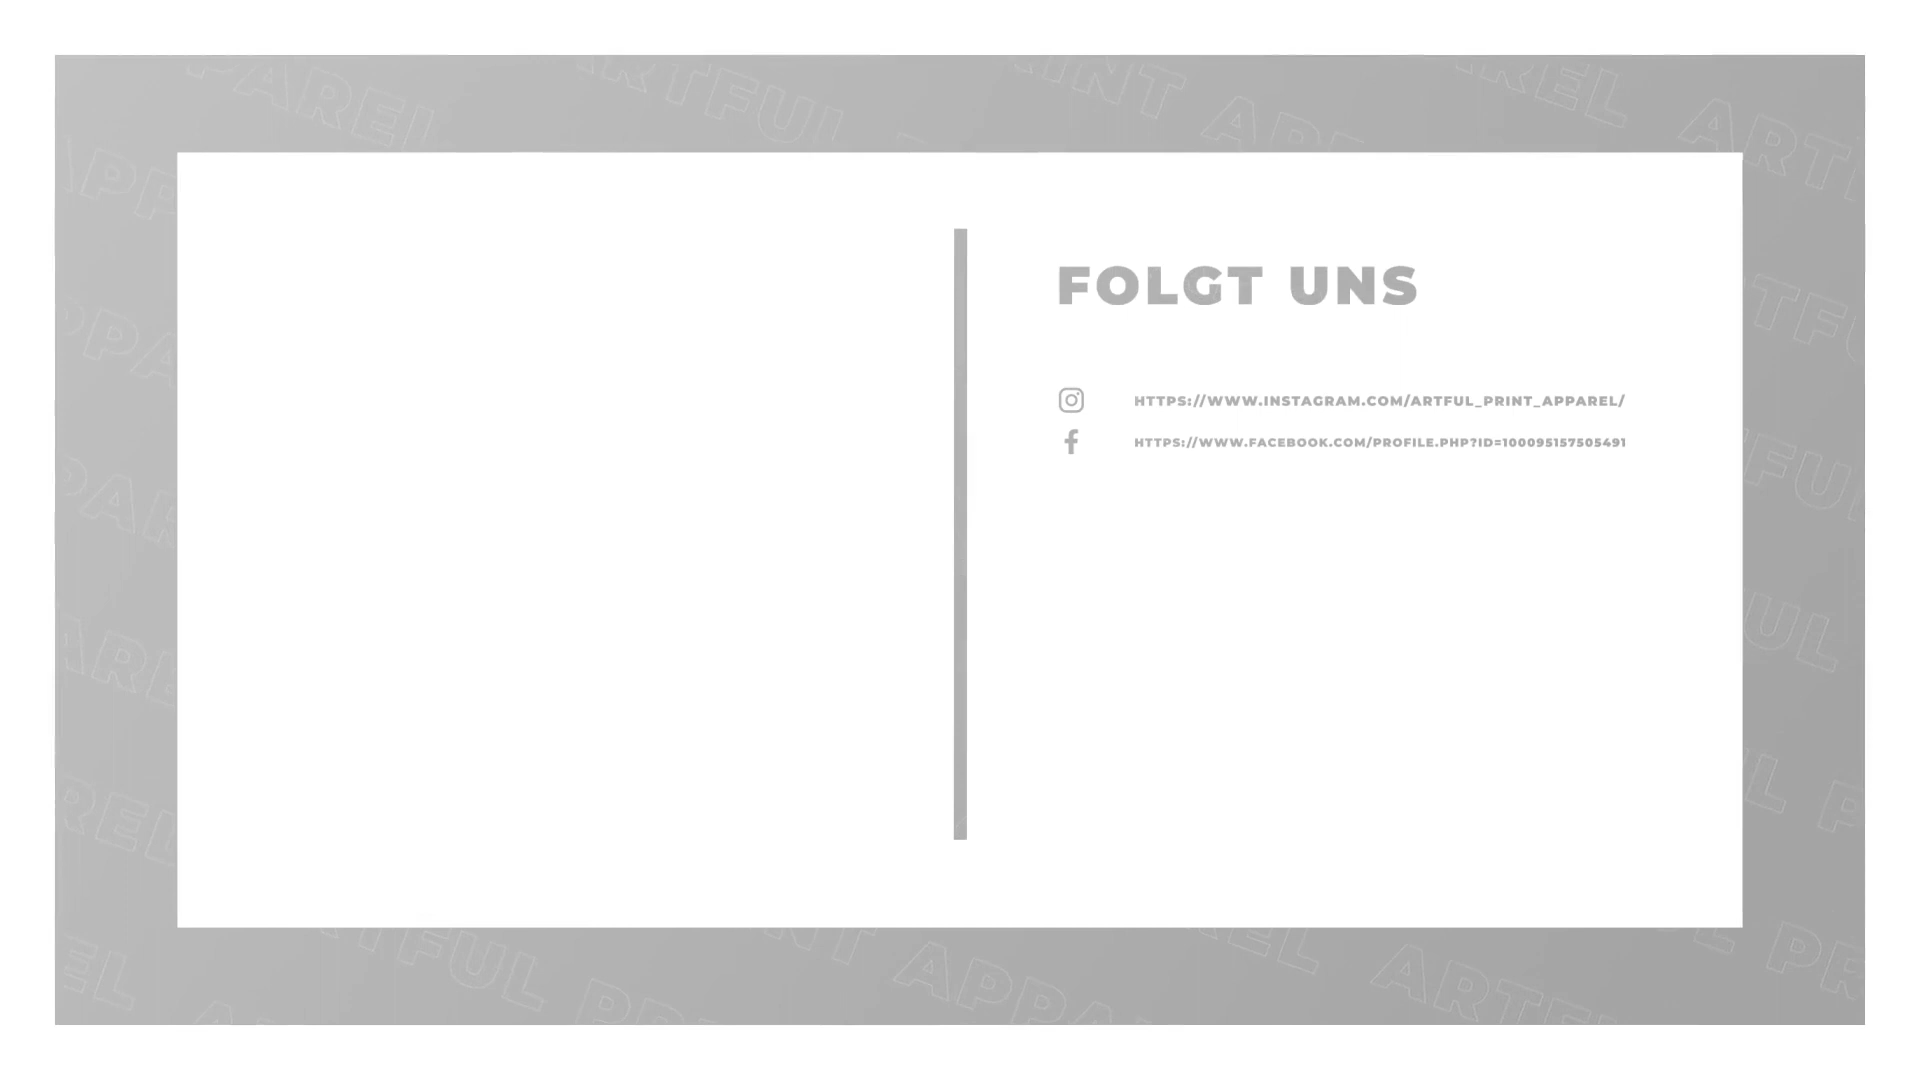 FOLGT UNS
HTTPS://WWW.INSTAGRAM.COM/ARTFUL_PRINT_APPAREL/
HTTPS://WWW.FACEBOOK.COM/PROFILE.PHP?ID=100095157505491